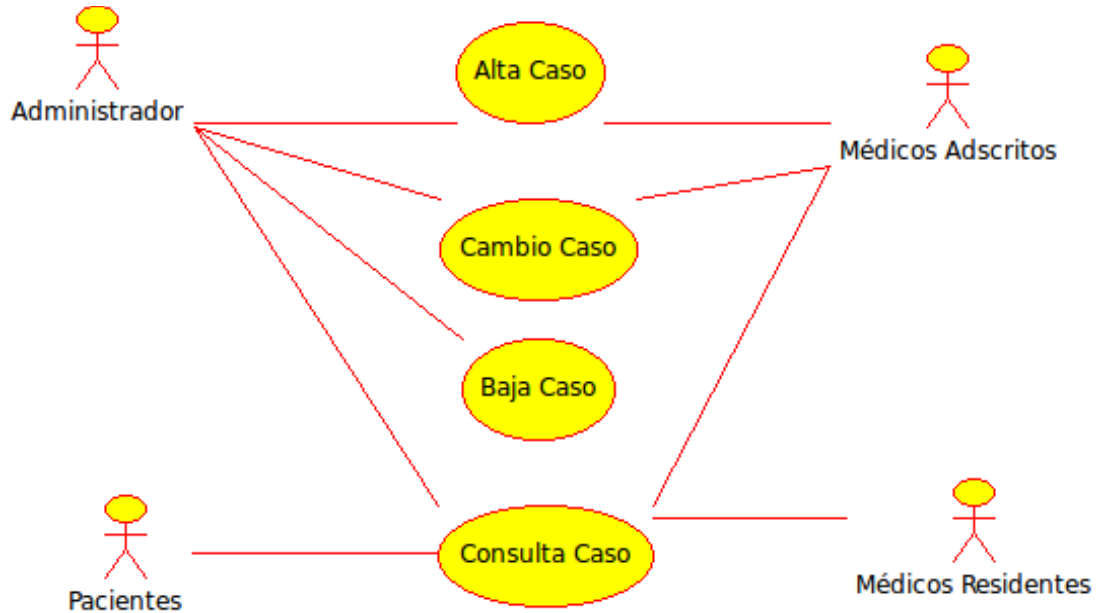 Alta Caso
Administrador
Médicos Adscritos
Cambio Caso
Baja Caso
Consulta Caso
Médicos Residentes
Pacientes